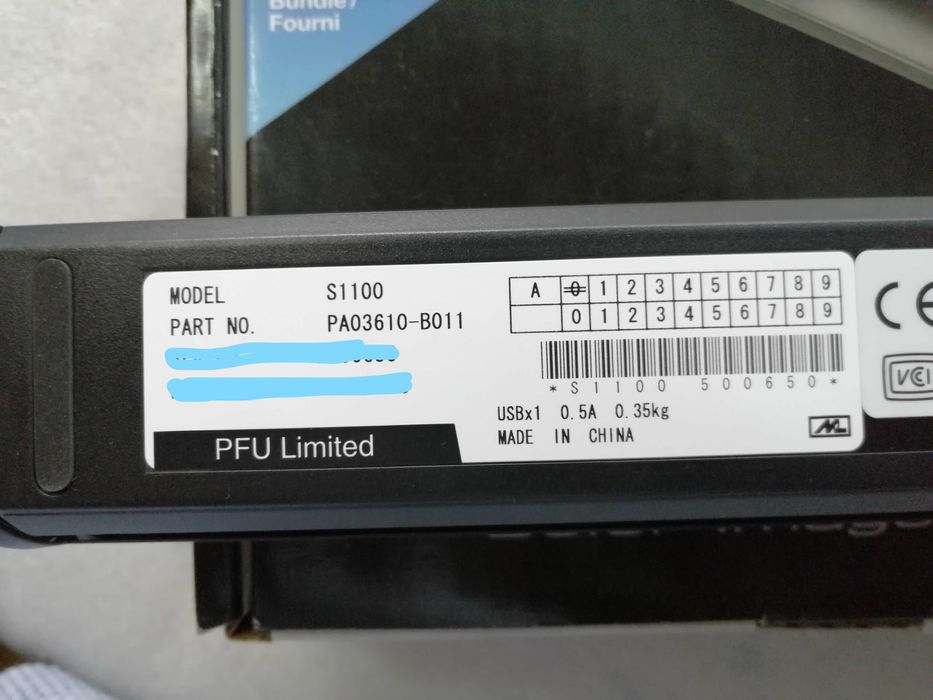 Bundle/
Fourni
MODEL S1100
PART NO. PA03610-B011
A 0 1 2 3 4 5 6 7 8 9
0 1 2 3 4 5 6 7 8 9
*S1100 500650*
USBx1 0.5A 0.35kg
MADE IN CHINA
PFU Limited
CE
VCI